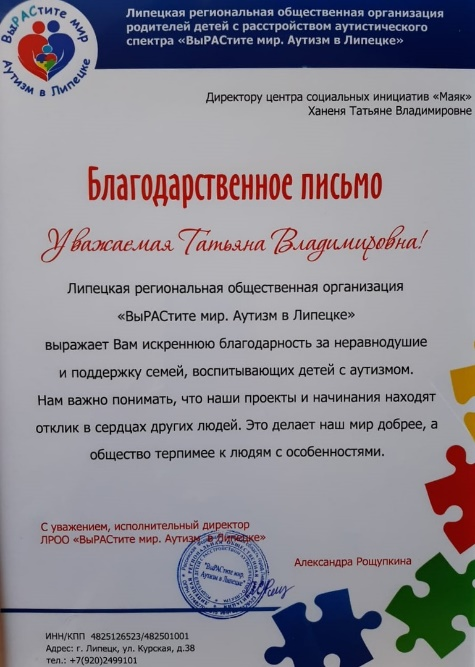 ВыРАСтите мир
Аутизм в Липецке
Липецкая региональная общественная организация
родителей детей с расстройством аутистического
спектра «ВыРАСтите мир. Аутизм в Липецке»
Директору центра социальных инициатив «Маяк»
Ханеня Татьяне Владимировне
Благодарственное письмо
Уважаемая Татьяна Владимировна!
Липецкая региональная общественная организация
«ВыРАСтите мир. Аутизм в Липецке»
выражает Вам искреннюю благодарность за неравнодушие
и поддержку семей, воспитывающих детей с аутизмом.
Нам важно понимать, что наши проекты и начинания находят
отклик в сердцах других людей. Это делает наш мир добрее, а
общество терпимее к людям с особенностями.
С уважением, исполнительный директор
ЛРОО «ВыРАСтите мир. Аутизм в Липецке»
"ВыРАСтите мир.
Аутизм в Липецке"
Александра Рощупкина
ИНН/КПП 4825126523/482501001
Адрес: г. Липецк, ул. Курская, д.38
тел.: +7(920)2499101